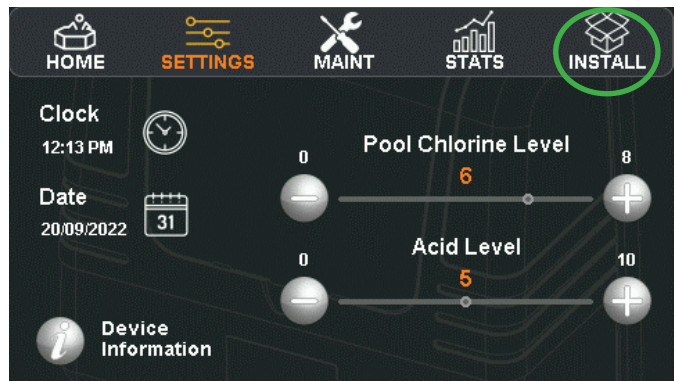 HOME SETTINGS MAINT STATS INSTALL
Clock
12:13 PM
Date
20/09/2022
31
Device
Information
Pool Chlorine Level
0 6 8
Acid Level
0 5 10